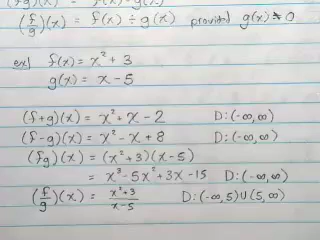 (fg)(x) = f(x)·g(x)
(f/g)(x) = f(x) ÷ g(x) provided g(x) ≠ 0
ex) f(x) = x² + 3
g(x) = x - 5
(f+g)(x) = x² + x - 2 D: (-∞, ∞)
(f-g)(x) = x² - x + 8 D: (-∞, ∞)
(fg)(x) = (x² + 3)(x - 5)
= x³ - 5x² + 3x - 15 D: (-∞, ∞)
(f/g)(x) = x²+3/x-5 D: (-∞, 5) U (5, ∞)